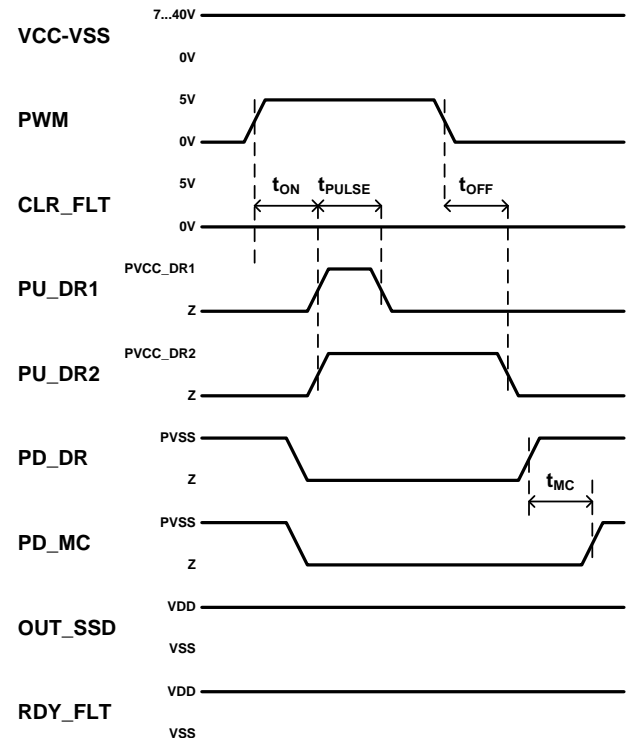 7...40V
VCC-VSS
0V
5V
PWM
0V
5V
tON tPULSE tOFF
CLR_FLT
0V
PVCC_DR1
PU_DR1
Z
PVCC_DR2
PU_DR2
Z
PVSS
PD_DR
Z
tMC
PVSS
PD_MC
Z
VDD
OUT_SSD
VSS
VDD
RDY_FLT
VSS